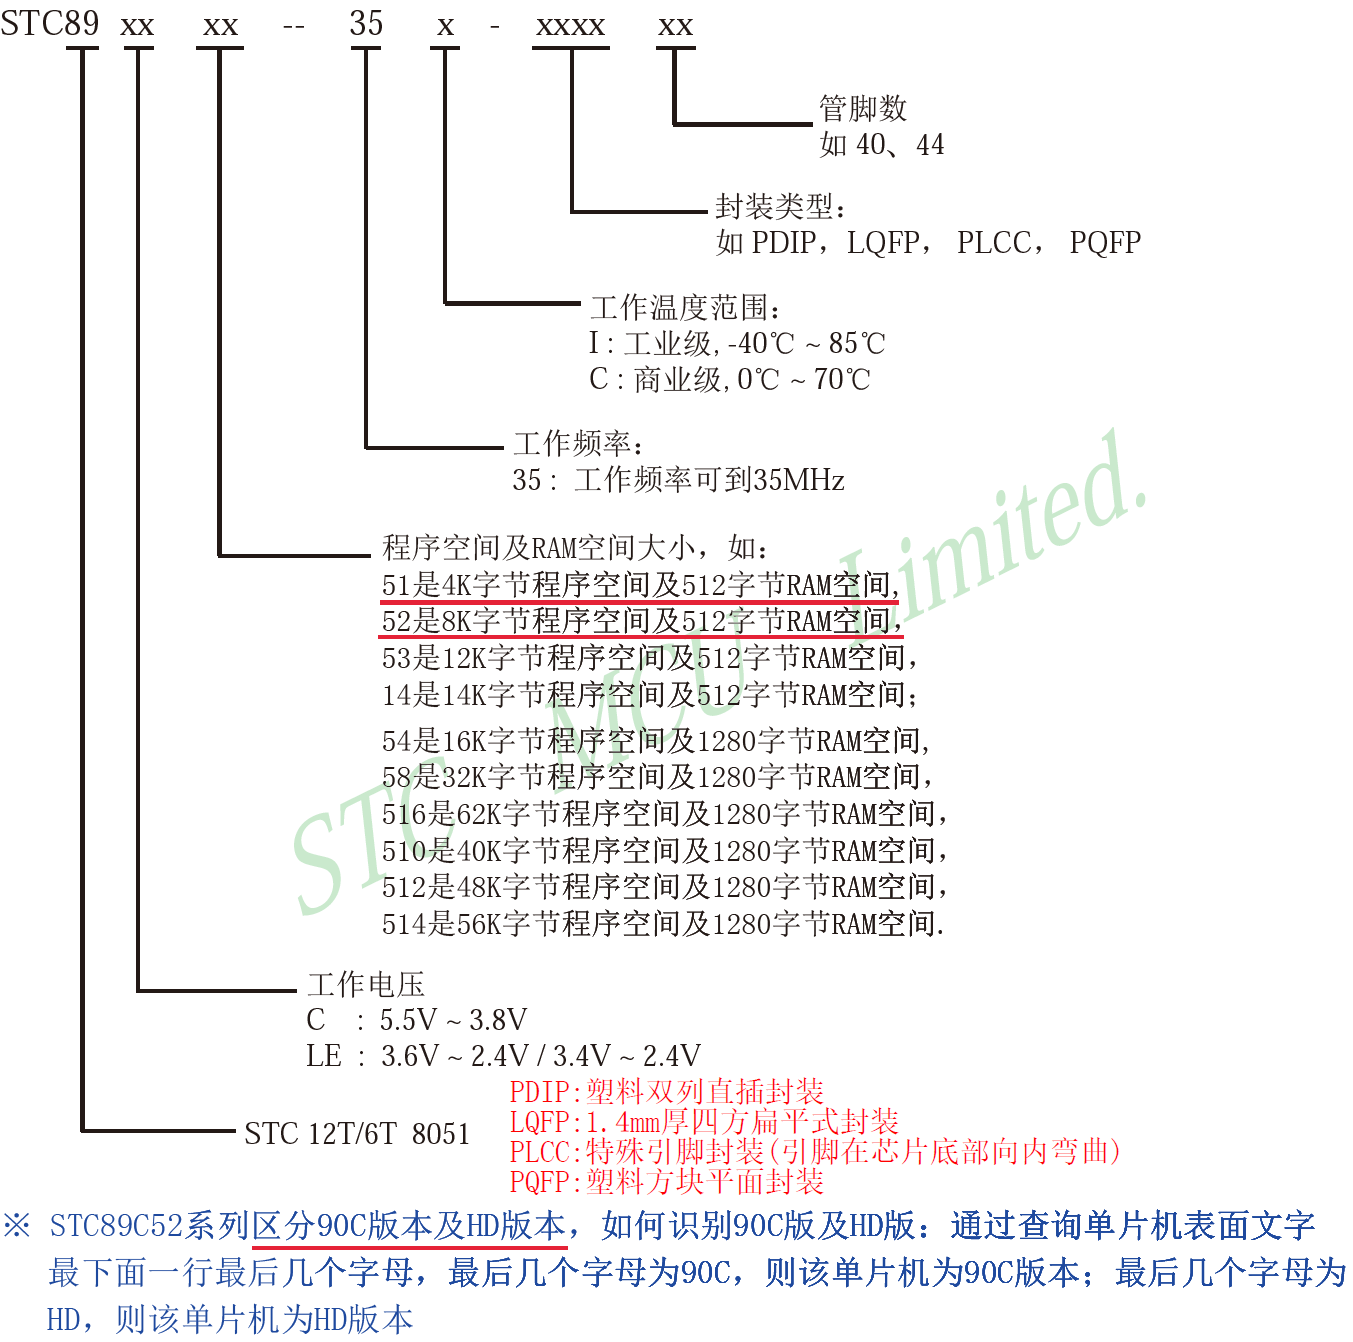 STC89 xx xx -- 35 x - xxxx xx
管脚数
如 40、44
封装类型：
如 PDIP，LQFP， PLCC， PQFP
工作温度范围：
I : 工业级, -40℃ ~ 85℃
C : 商业级, 0℃ ~ 70℃
工作频率：
35 : 工作频率可到35MHz
程序空间及RAM空间大小，如：
51是4K字节程序空间及512字节RAM空间,
52是8K字节程序空间及512字节RAM空间，
53是12K字节程序空间及512字节RAM空间，
14是14K字节程序空间及512字节RAM空间；
54是16K字节程序空间及1280字节RAM空间,
58是32K字节程序空间及1280字节RAM空间，
516是62K字节程序空间及1280字节RAM空间，
510是40K字节程序空间及1280字节RAM空间，
512是48K字节程序空间及1280字节RAM空间，
514是56K字节程序空间及1280字节RAM空间.
STC MCU Limited.
工作电压
C : 5.5V ~ 3.8V
LE : 3.6V ~ 2.4V / 3.4V ~ 2.4V
STC 12T/6T 8051
PDIP:塑料双列直插封装
LQFP:1.4mm厚四方扁平式封装
PLCC:特殊引脚封装(引脚在芯片底部向内弯曲)
PQFP:塑料方块平面封装
※ STC89C52系列区分90C版本及HD版本，如何识别90C版及HD版：通过查询单片机表面文字
最下面一行最后几个字母，最后几个字母为90C，则该单片机为90C版本；最后几个字母为
HD，则该单片机为HD版本